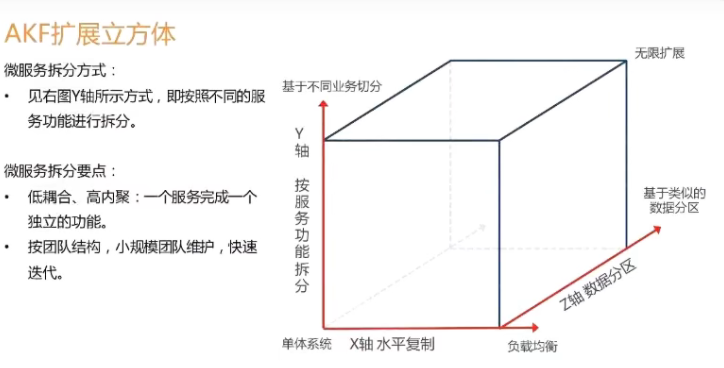 AKF扩展立方体
微服务拆分方式：
• 见右图Y轴所示方式，即按照不同的服
务功能进行拆分。
微服务拆分要点：
• 低耦合、高内聚：一个服务完成一个
独立的功能。
• 按团队结构，小规模团队维护，快速
迭代。
无限扩展
基于不同业务切分
Y轴 按服务功能拆分
基于类似的
数据分区
Z轴 数据分区
单体系统
X轴 水平复制
负载均衡